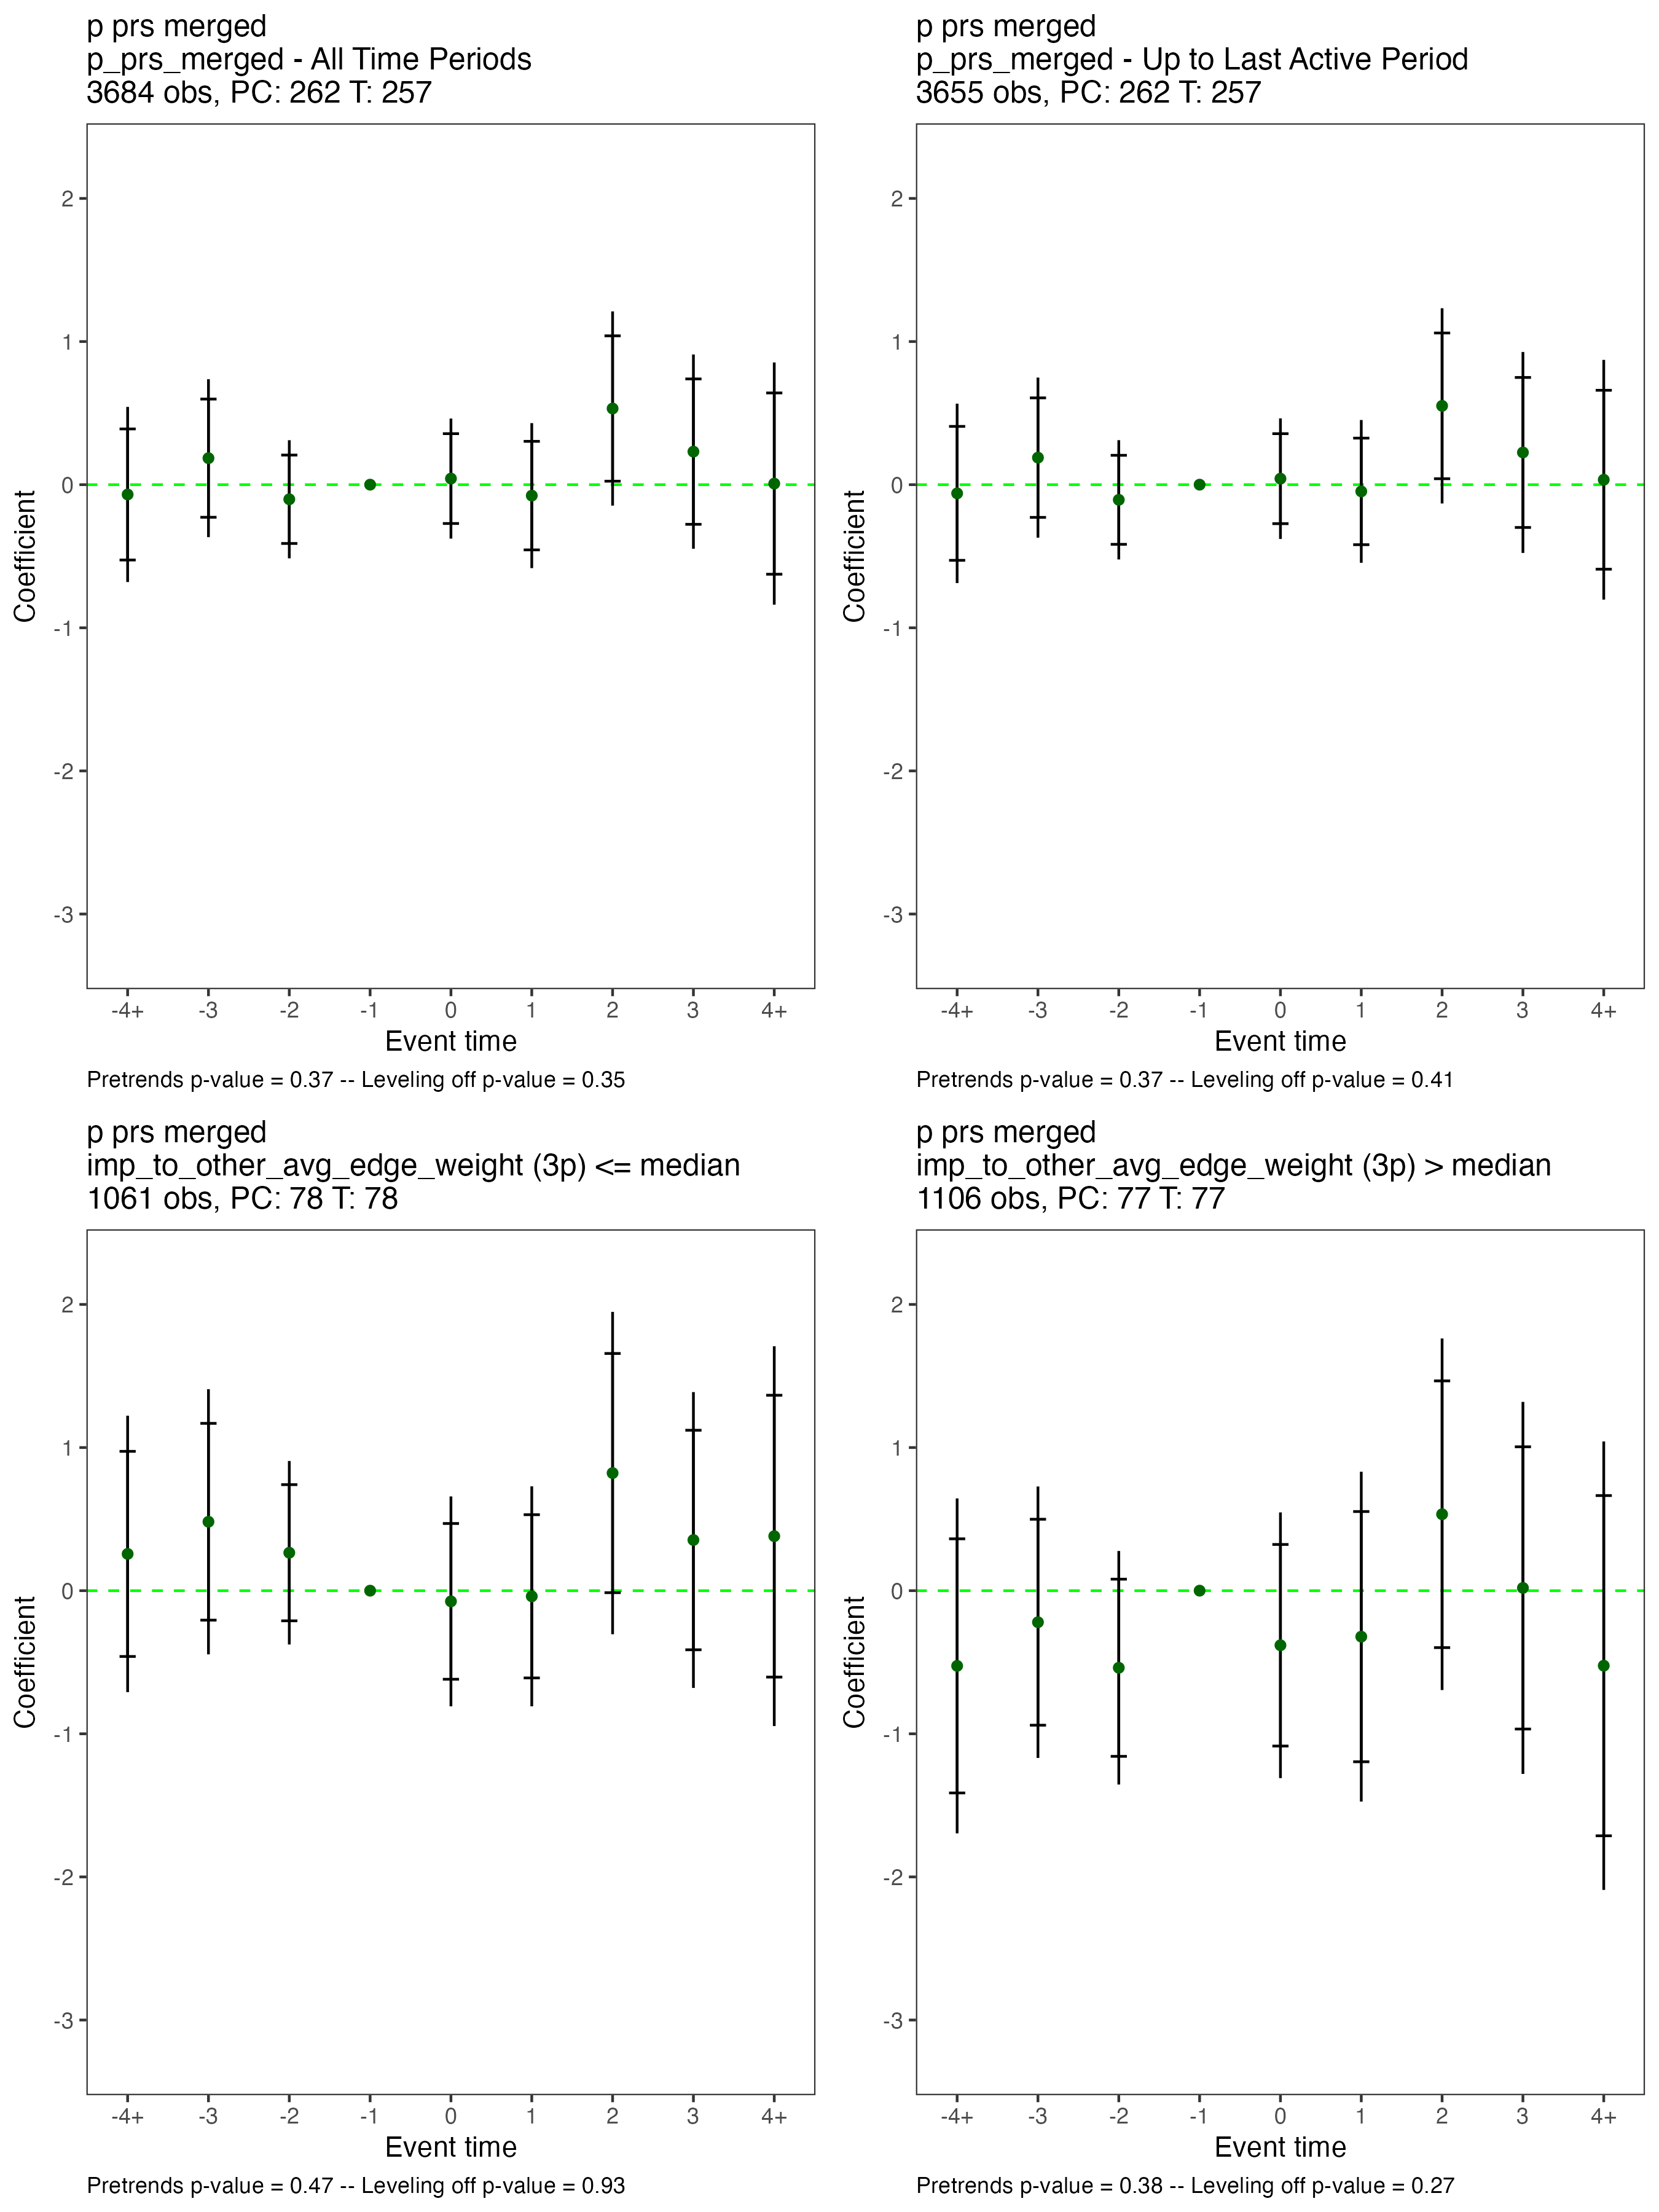 p prs merged
p_prs_merged - All Time Periods
3684 obs, PC: 262 T: 257
2
1
0
-1
-2
-3
Coefficient
-4+ -3 -2 -1 0 1 2 3 4+
Event time
Pretrends p-value = 0.37 -- Leveling off p-value = 0.35
p prs merged
p_prs_merged - Up to Last Active Period
3655 obs, PC: 262 T: 257
2
1
0
-1
-2
-3
Coefficient
-4+ -3 -2 -1 0 1 2 3 4+
Event time
Pretrends p-value = 0.37 -- Leveling off p-value = 0.41
p prs merged
imp_to_other_avg_edge_weight (3p) <= median
1061 obs, PC: 78 T: 78
2
1
0
-1
-2
-3
Coefficient
-4+ -3 -2 -1 0 1 2 3 4+
Event time
Pretrends p-value = 0.47 -- Leveling off p-value = 0.93
p prs merged
imp_to_other_avg_edge_weight (3p) > median
1106 obs, PC: 77 T: 77
2
1
0
-1
-2
-3
Coefficient
-4+ -3 -2 -1 0 1 2 3 4+
Event time
Pretrends p-value = 0.38 -- Leveling off p-value = 0.27